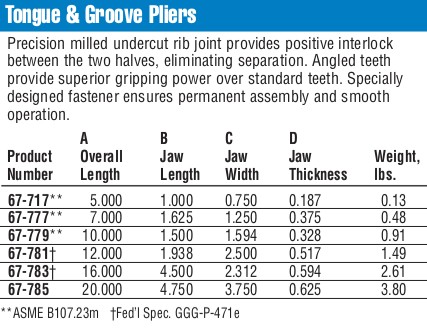 Tongue & Groove Pliers
Precision milled undercut rib joint provides positive interlock
between the two halves, eliminating separation. Angled teeth
provide superior gripping power over standard teeth. Specially
designed fastener ensures permanent assembly and smooth
operation.
A B C D
Product Overall Jaw Jaw Jaw Weight,
Number Length Length Width Thickness lbs.
67-717** 5.000 1.000 0.750 0.187 0.13
67-777** 7.000 1.625 1.250 0.375 0.48
67-779** 10.000 1.500 1.594 0.328 0.91
67-781† 12.000 1.938 2.500 0.517 1.49
67-783† 16.000 4.500 2.312 0.594 2.61
67-785 20.000 4.750 3.750 0.625 3.80
**ASME B107.23m †Fed'l Spec. GGG-P-471e